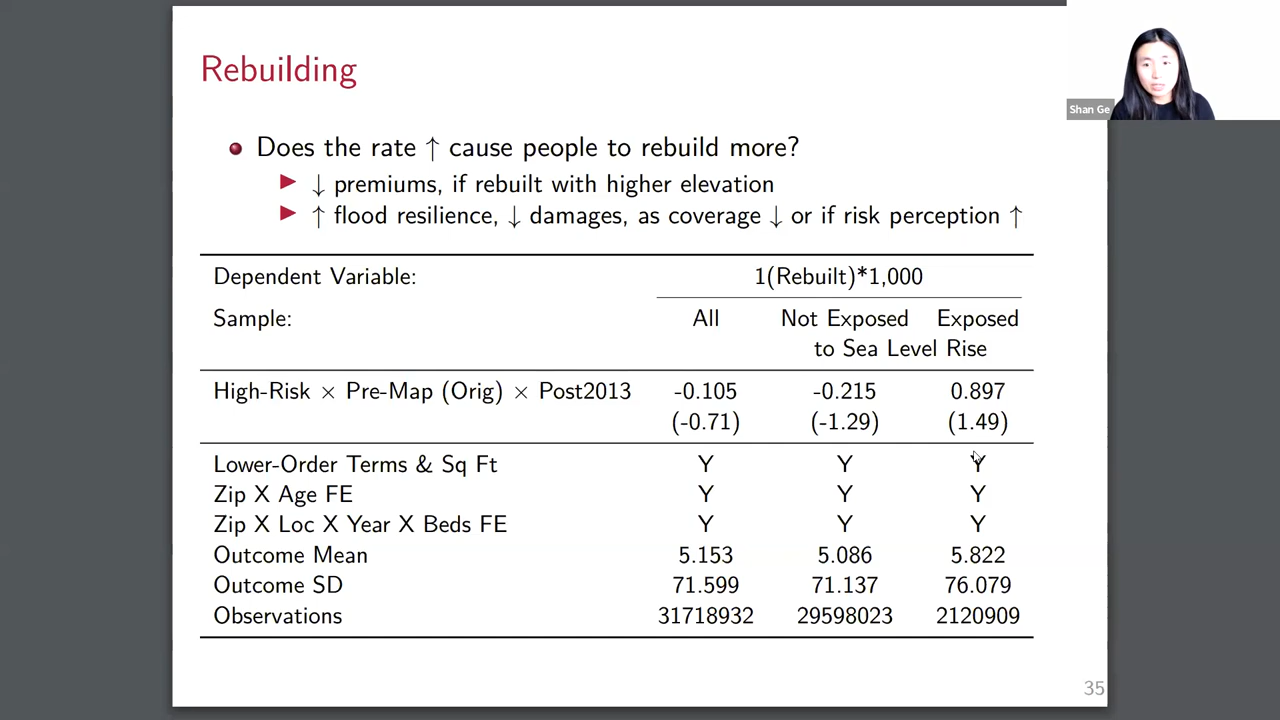 Rebuilding
Shan Ge
Does the rate ↑ cause people to rebuild more?
↓ premiums, if rebuilt with higher elevation
↑ flood resilience, ↓ damages, as coverage ↓ or if risk perception ↑
Dependent Variable: 1(Rebuilt)*1,000
Sample: All Not Exposed Exposed
to Sea Level Rise
High-Risk × Pre-Map (Orig) × Post2013 -0.105 -0.215 0.897
(-0.71) (-1.29) (1.49)
Lower-Order Terms & Sq Ft Y Y Y
Zip X Age FE Y Y Y
Zip X Loc X Year X Beds FE Y Y Y
Outcome Mean 5.153 5.086 5.822
Outcome SD 71.599 71.137 76.079
Observations 31718932 29598023 2120909
35